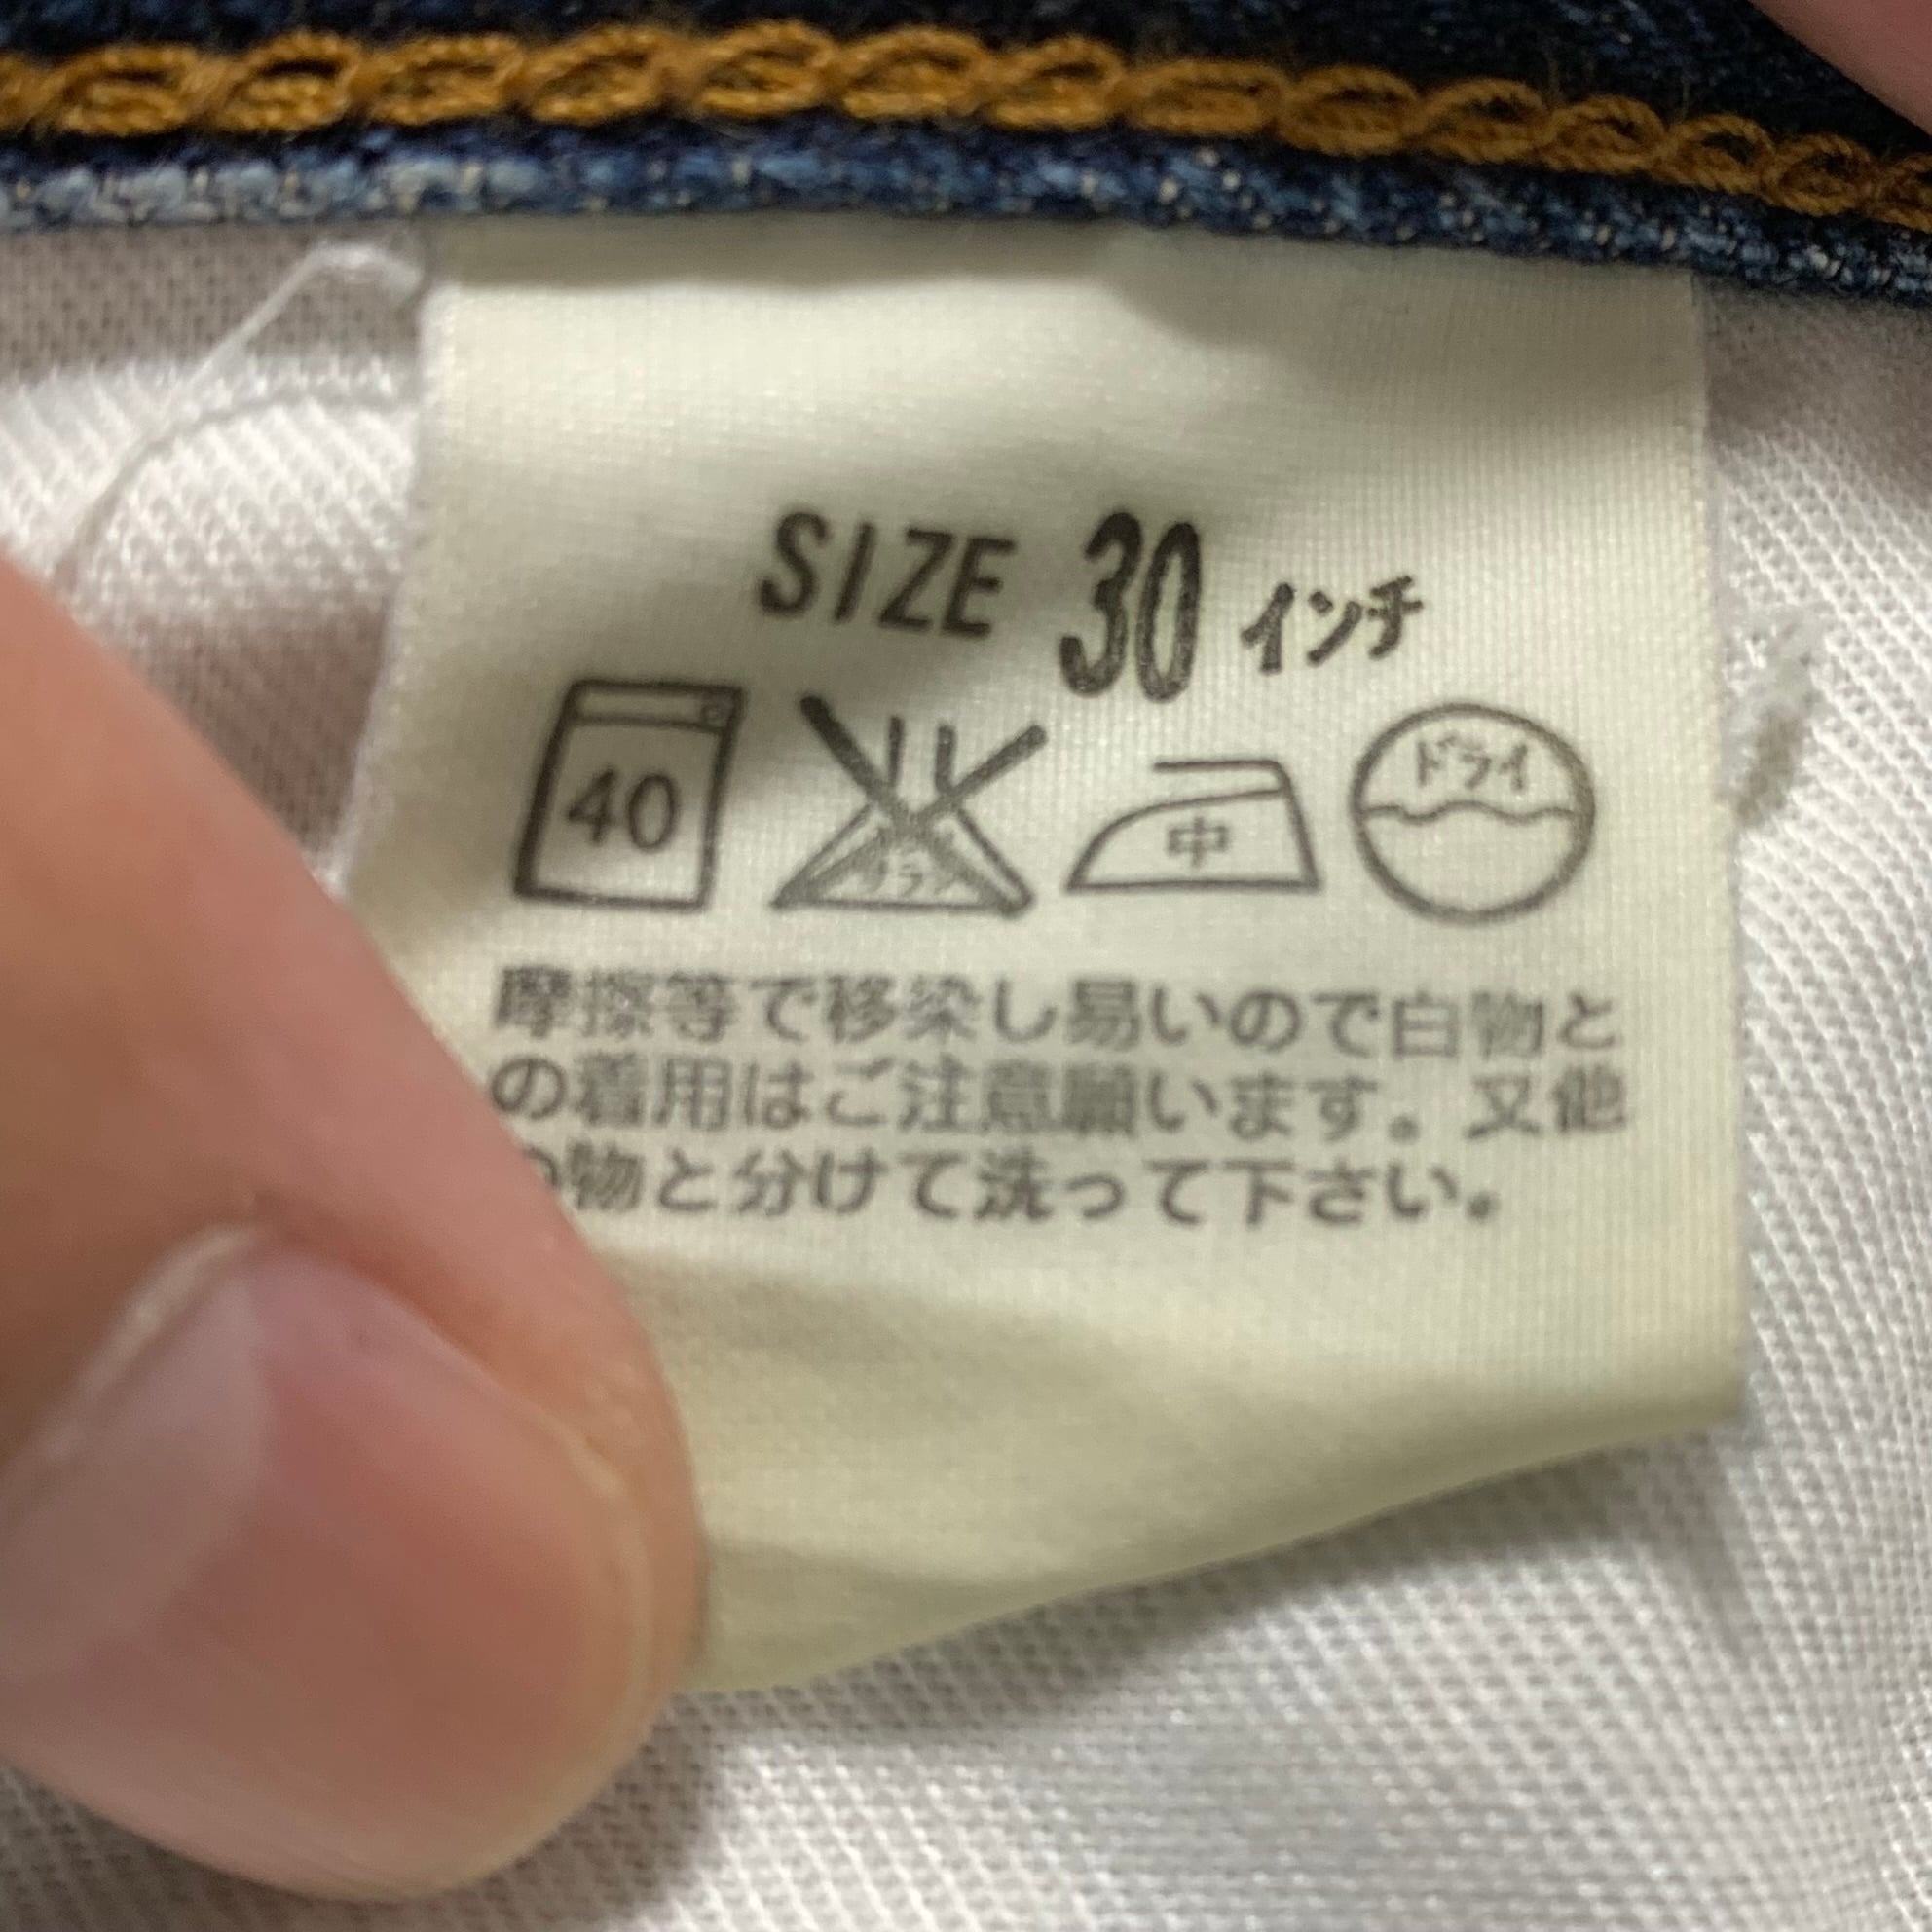 SIZE 30 インチ
40 中 ドライ
摩擦等で移染し易いので白物と
の着用はご注意願います。又他
の物と分けて洗って下さい。